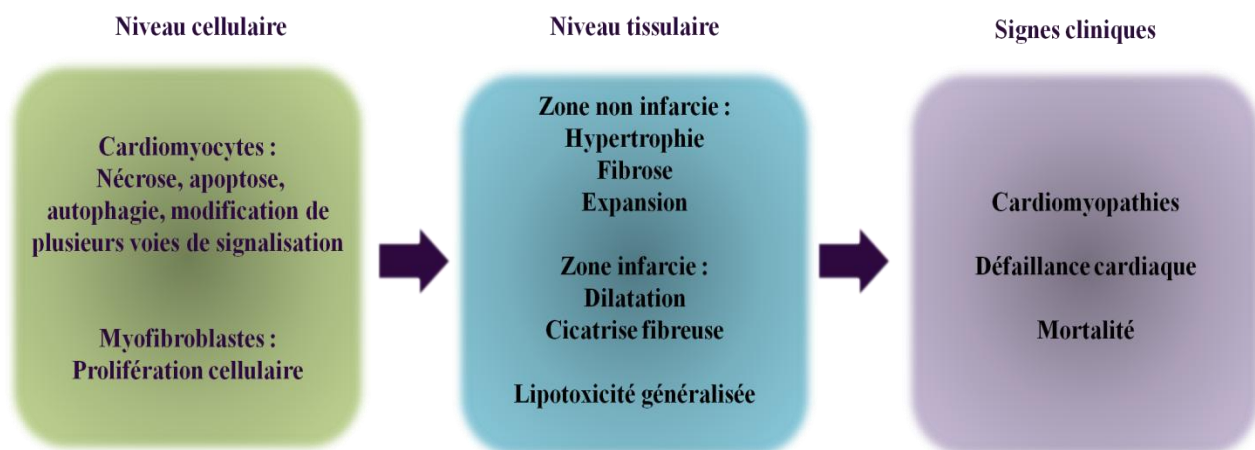 Niveau cellulaire
Cardiomyocytes :
Nécrose, apoptose,
autophagie, modification de
plusieurs voies de signalisation
Myofibroblastes :
Prolifération cellulaire
Niveau tissulaire
Zone non infarcie :
Hypertrophie
Fibrose
Expansion
Zone infarcie :
Dilatation
Cicatrise fibreuse
Lipotoxicité généralisée
Signes cliniques
Cardiomyopathies
Défaillance cardiaque
Mortalité